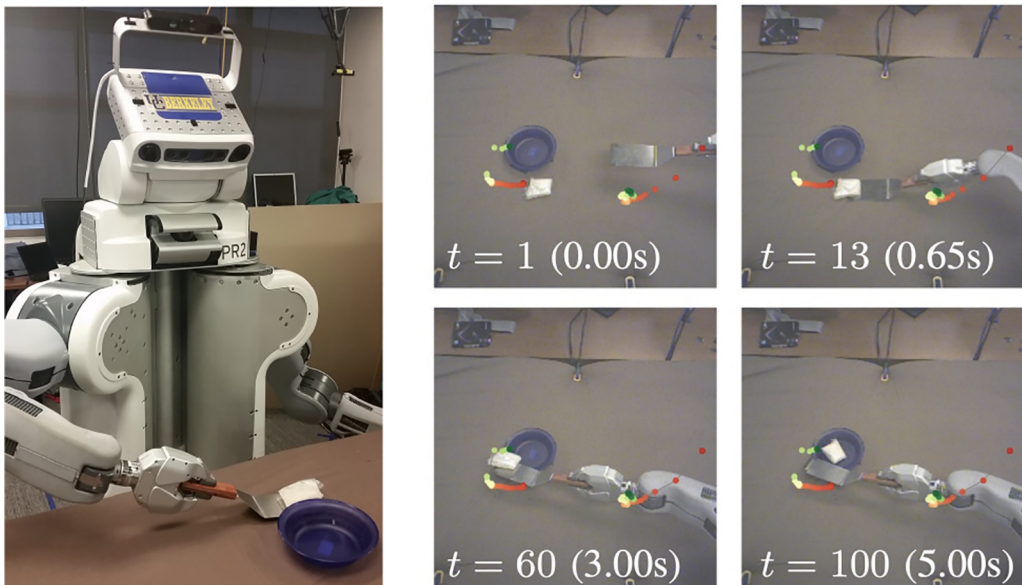 PR2
t = 1 (0.00s)
t = 13 (0.65s)
t = 60 (3.00s)
t = 100 (5.00s)